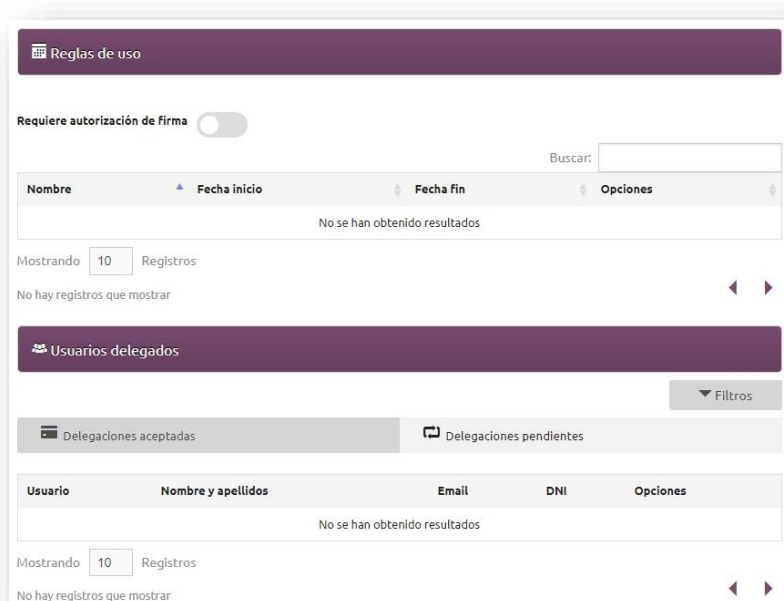 Reglas de uso
Requiere autorización de firma
Buscar:
Nombre Fecha inicio Fecha fin Opciones
No se han obtenido resultados
Mostrando 10 Registros
No hay registros que mostrar
Usuarios delegados
Filtros
Delegaciones aceptadas Delegaciones pendientes
Usuario Nombre y apellidos Email DNI Opciones
No se han obtenido resultados
Mostrando 10 Registros
No hay registros que mostrar